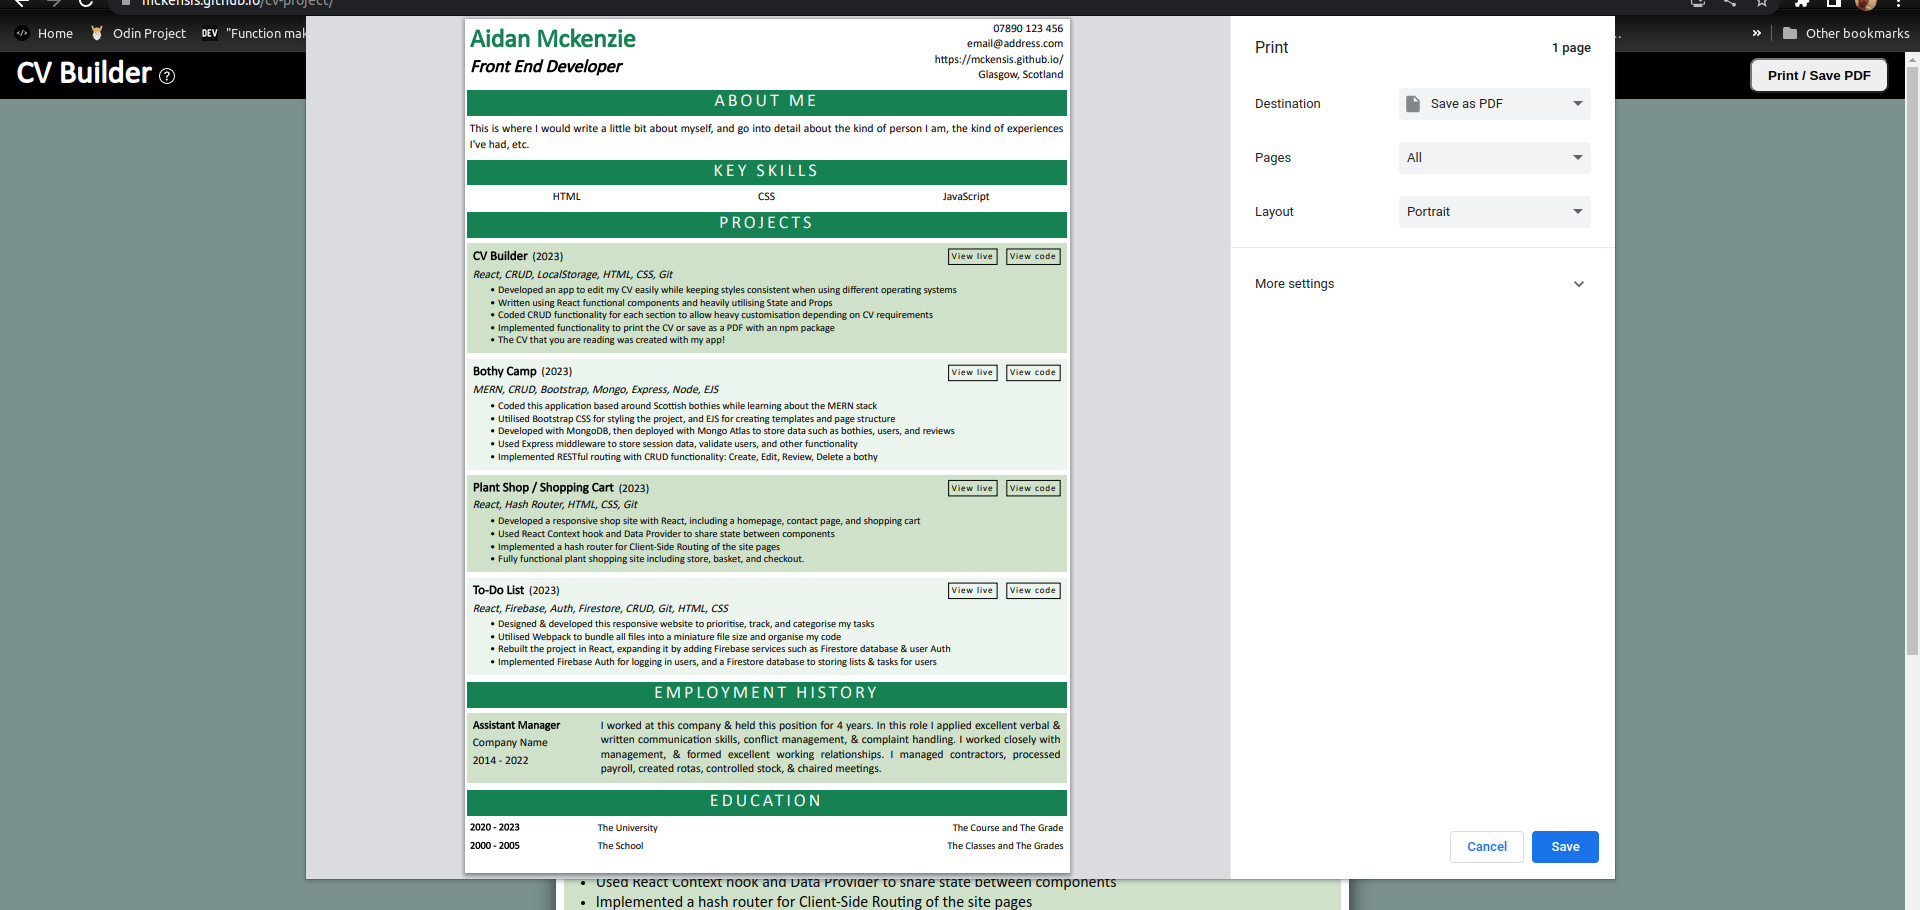 mckensis.github.io/cv-project/
Home
Odin Project
DEV
"Function mak
Other bookmarks
CV Builder
Print / Save PDF
Aidan Mckenzie
Front End Developer
07890 123 456
email@address.com
https://mckensis.github.io/
Glasgow, Scotland
ABOUT ME
This is where I would write a little bit about myself, and go into detail about the kind of person I am, the kind of experiences
I've had, etc.
KEY SKILLS
HTML CSS JavaScript
PROJECTS
CV Builder (2023) View live View code
React, CRUD, LocalStorage, HTML, CSS, Git
• Developed an app to edit my CV easily while keeping styles consistent when using different operating systems
• Written using React functional components and heavily utilising State and Props
• Coded CRUD functionality for each section to allow heavy customisation depending on CV requirements
• Implemented functionality to print the CV or save as a PDF with an npm package
• The CV that you are reading was created with my app!
Bothy Camp (2023) View live View code
MERN, CRUD, Bootstrap, Mongo, Express, Node, EJS
• Coded this application based around Scottish bothies while learning about the MERN stack
• Utilised Bootstrap CSS for styling the project, and EJS for creating templates and page structure
• Developed with MongoDB, then deployed with Mongo Atlas to store data such as bothies, users, and reviews
• Used Express middleware to store session data, validate users, and other functionality
• Implemented RESTful routing with CRUD functionality: Create, Edit, Review, Delete a bothy
Plant Shop / Shopping Cart (2023) View live View code
React, Hash Router, HTML, CSS, Git
• Developed a responsive shop site with React, including a homepage, contact page, and shopping cart
• Used React Context hook and Data Provider to share state between components
• Implemented a hash router for Client-Side Routing of the site pages
• Fully functional plant shopping site including store, basket, and checkout.
To-Do List (2023) View live View code
React, Firebase, Auth, Firestore, CRUD, Git, HTML, CSS
• Designed & developed this responsive website to prioritise, track, and categorise my tasks
• Utilised Webpack to bundle all files into a miniature file size and organise my code
• Rebuilt the project in React, expanding it by adding Firebase services such as Firestore database & user Auth
• Implemented Firebase Auth for logging in users, and a Firestore database to storing lists & tasks for users
EMPLOYMENT HISTORY
Assistant Manager
Company Name
2014 - 2022
I worked at this company & held this position for 4 years. In this role I applied excellent verbal &
written communication skills, conflict management, & complaint handling. I worked closely with
management, & formed excellent working relationships. I managed contractors, processed
payroll, created rotas, controlled stock, & chaired meetings.
EDUCATION
2020 - 2023 The University The Course and The Grade
2000 - 2005 The School The Classes and The Grades
Print 1 page
Destination Save as PDF
Pages All
Layout Portrait
More settings
Cancel Save
• Used React Context hook and Data Provider to share state between components
• Implemented a hash router for Client-Side Routing of the site pages